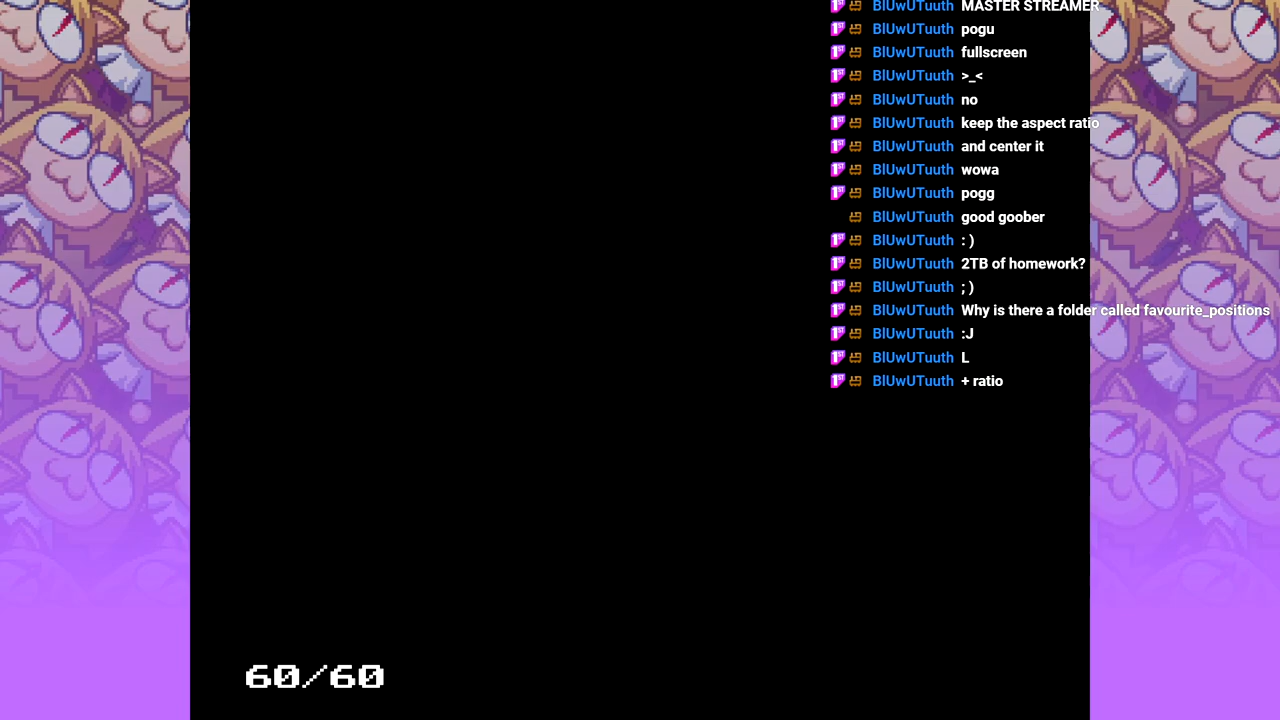 BlUwUTuuth MASTER STREAMER
BlUwUTuuth pogu
BlUwUTuuth fullscreen
BlUwUTuuth >_<
BlUwUTuuth no
BlUwUTuuth keep the aspect ratio
BlUwUTuuth and center it
BlUwUTuuth wowa
BlUwUTuuth pogg
BlUwUTuuth good goober
BlUwUTuuth : )
BlUwUTuuth 2TB of homework?
BlUwUTuuth ; )
BlUwUTuuth Why is there a folder called favourite_positions
BlUwUTuuth :J
BlUwUTuuth L
BlUwUTuuth + ratio
60/60